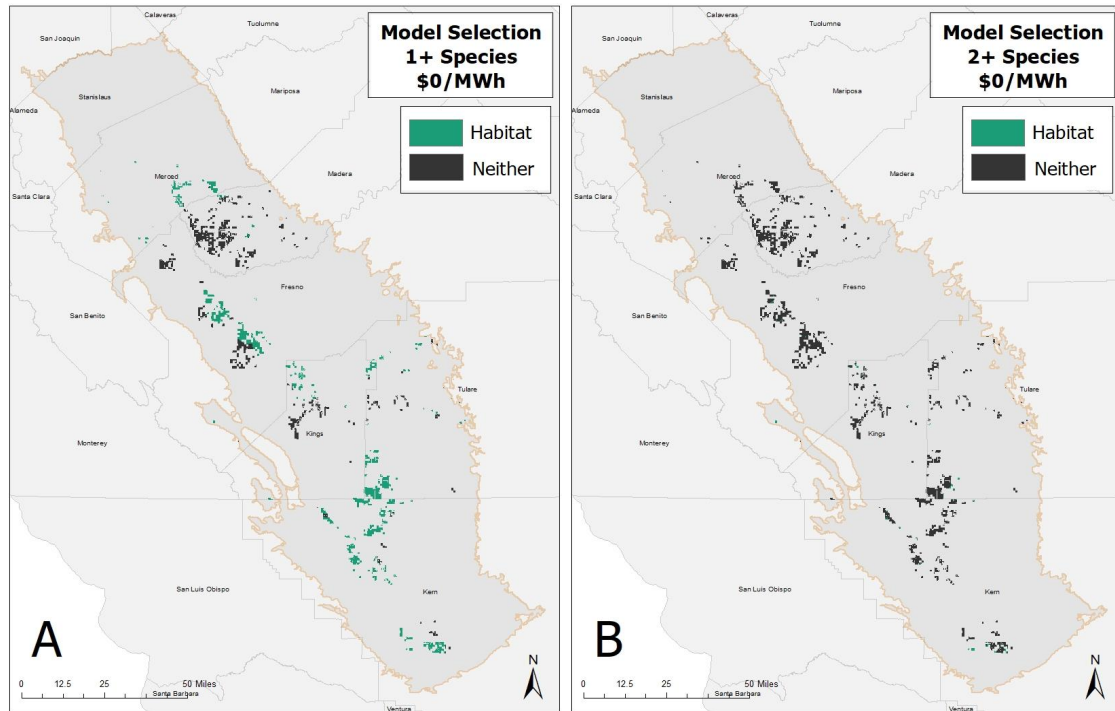 Calaveras
Tuolumne
San Joaquin
Model Selection
1+ Species
$0/MWh
Stanislaus
Mariposa
Alameda
Habitat
Neither
Merced
Madera
Santa Clara
Fresno
San Benito
Tulare
Kings
Monterey
San Luis Obispo
Kern
A
N
0 12.5 25 50 Miles
Santa Barbara
Ventura
Calaveras
Tuolumne
San Joaquin
Model Selection
2+ Species
$0/MWh
Stanislaus
Mariposa
Alameda
Habitat
Neither
Merced
Madera
Santa Clara
Fresno
San Benito
Tulare
Kings
Monterey
San Luis Obispo
Kern
B
N
0 12.5 25 50 Miles
Santa Barbara
Ventura